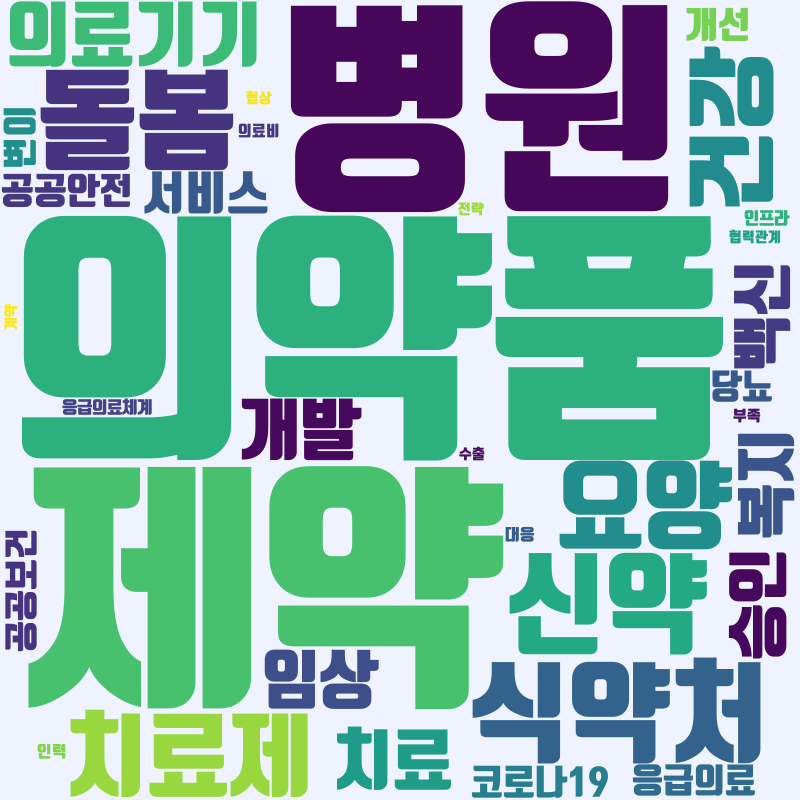 의료기기
병원
개선
돌봄
협상
의료비
건강
변이
공공안전
서비스
전략
인프라
협력관계
의약품
백신
계약
당뇨
응급의료체계
개발
부족
수출
복지
제약
요양
대응
공공보건
신약
승인
임상
식약처
치료제
인력
치료
코로나19
응급의료